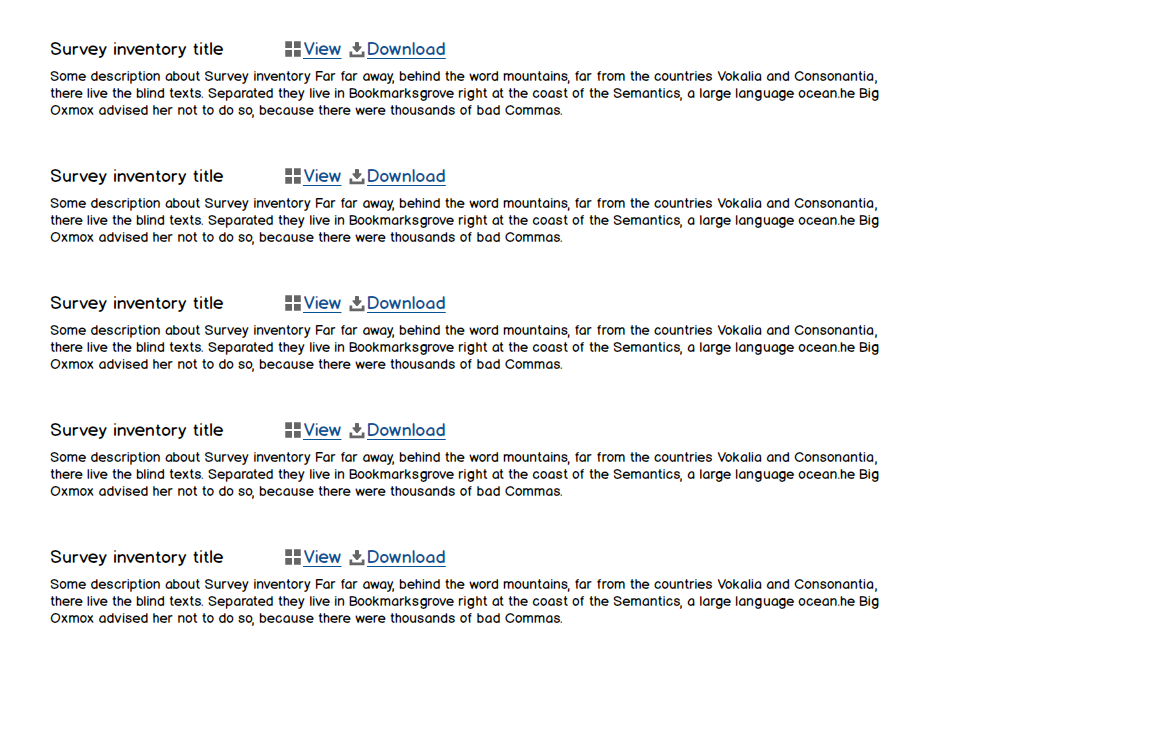 Survey inventory title View Download
Some description about Survey inventory Far far away, behind the word mountains, far from the countries Vokalia and Consonantia,
there live the blind texts. Separated they live in Bookmarksgrove right at the coast of the Semantics, a large language ocean.he Big
Oxmox advised her not to do so, because there were thousands of bad Commas.
Survey inventory title View Download
Some description about Survey inventory Far far away, behind the word mountains, far from the countries Vokalia and Consonantia,
there live the blind texts. Separated they live in Bookmarksgrove right at the coast of the Semantics, a large language ocean.he Big
Oxmox advised her not to do so, because there were thousands of bad Commas.
Survey inventory title View Download
Some description about Survey inventory Far far away, behind the word mountains, far from the countries Vokalia and Consonantia,
there live the blind texts. Separated they live in Bookmarksgrove right at the coast of the Semantics, a large language ocean.he Big
Oxmox advised her not to do so, because there were thousands of bad Commas.
Survey inventory title View Download
Some description about Survey inventory Far far away, behind the word mountains, far from the countries Vokalia and Consonantia,
there live the blind texts. Separated they live in Bookmarksgrove right at the coast of the Semantics, a large language ocean.he Big
Oxmox advised her not to do so, because there were thousands of bad Commas.
Survey inventory title View Download
Some description about Survey inventory Far far away, behind the word mountains, far from the countries Vokalia and Consonantia,
there live the blind texts. Separated they live in Bookmarksgrove right at the coast of the Semantics, a large language ocean.he Big
Oxmox advised her not to do so, because there were thousands of bad Commas.